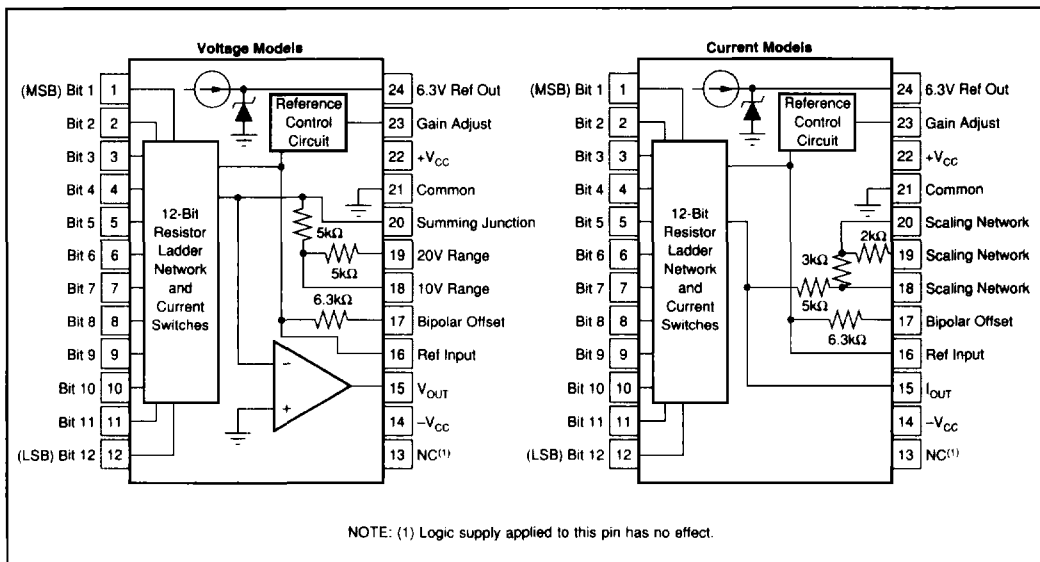 Voltage Models
(MSB) Bit 1 1
Bit 2 2
Bit 3 3
Bit 4 4
Bit 5 5
Bit 6 6
Bit 7 7
Bit 8 8
Bit 9 9
Bit 10 10
Bit 11 11
(LSB) Bit 12 12
12-Bit
Resistor
Ladder
Network
and
Current
Switches
Reference
Control
Circuit
5kΩ
5kΩ
6.3kΩ
−
+
24 6.3V Ref Out
23 Gain Adjust
22 +VCC
21 Common
20 Summing Junction
19 20V Range
18 10V Range
17 Bipolar Offset
16 Ref Input
15 VOUT
14 −VCC
13 NC(1)
Current Models
(MSB) Bit 1 1
Bit 2 2
Bit 3 3
Bit 4 4
Bit 5 5
Bit 6 6
Bit 7 7
Bit 8 8
Bit 9 9
Bit 10 10
Bit 11 11
(LSB) Bit 12 12
12-Bit
Resistor
Ladder
Network
and
Current
Switches
Reference
Control
Circuit
2kΩ
3kΩ
5kΩ
6.3kΩ
24 6.3V Ref Out
23 Gain Adjust
22 +VCC
21 Common
20 Scaling Network
19 Scaling Network
18 Scaling Network
17 Bipolar Offset
16 Ref Input
15 IOUT
14 −VCC
13 NC(1)
NOTE: (1) Logic supply applied to this pin has no effect.